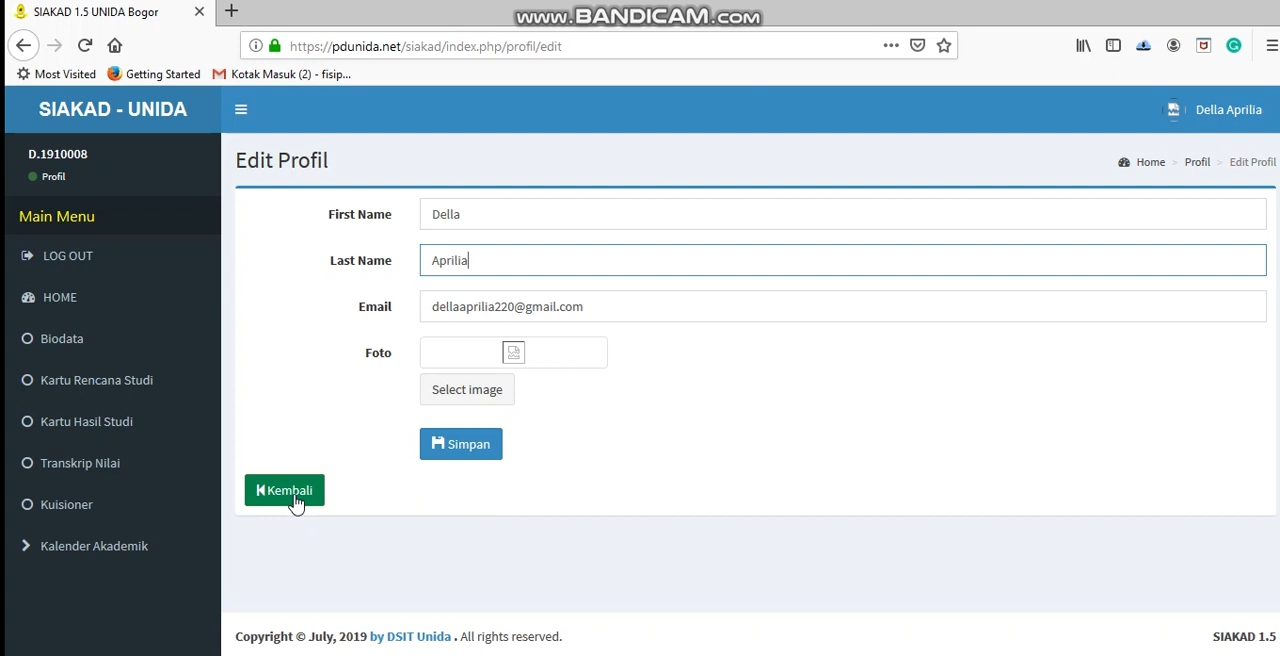 SIAKAD 1.5 UNIDA Bogor
www.BANDICAM.com
https://pdunida.net/siakad/index.php/profil/edit
Most Visited Getting Started Kotak Masuk (2) - fisip...
SIAKAD - UNIDA Della Aprilia
D.1910008
Profil
Main Menu
LOG OUT
HOME
Biodata
Kartu Rencana Studi
Kartu Hasil Studi
Transkrip Nilai
Kuisioner
Kalender Akademik
Edit Profil
Home > Profil > Edit Profil
First Name Della
Last Name Aprilia
Email dellaaprilia220@gmail.com
Foto
Select image
Simpan
Kembali
Copyright © July, 2019 by DSIT Unida . All rights reserved. SIAKAD 1.5